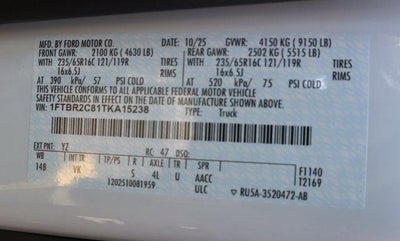 MFD. BY FORD MOTOR CO. 10/25 GVWR: 4150 KG ( 9150 LB)
FRONT GAWR: 2100 KG (4630 LB) REAR GAWR: 2502 KG ( 5515 LB)
WITH 235/65R16C 121/119R TIRES WITH 235/65R16C 121/119R TIRES
16x6.5J RIMS 16x6.5J RIMS
AT 390 kPa/ 57 PSI COLD AT 520 kPa/ 75 PSI COLD
THIS VEHICLE CONFORMS TO ALL APPLICABLE FEDERAL MOTOR VEHICLE
SAFETY STANDARDS IN EFFECT ON THE DATE OF MANUFACTURE SHOWN ABOVE.
VIN: 1FTBR2C81TKA15238 TYPE: Truck
EXT PNT: YZ RC: 47 DSO:
WB INT TR TP/PS R AXLE TR SPR F1140
148 VK S 4L U AACC T2169
1202510081959 ULC RU5A-3520472-AB